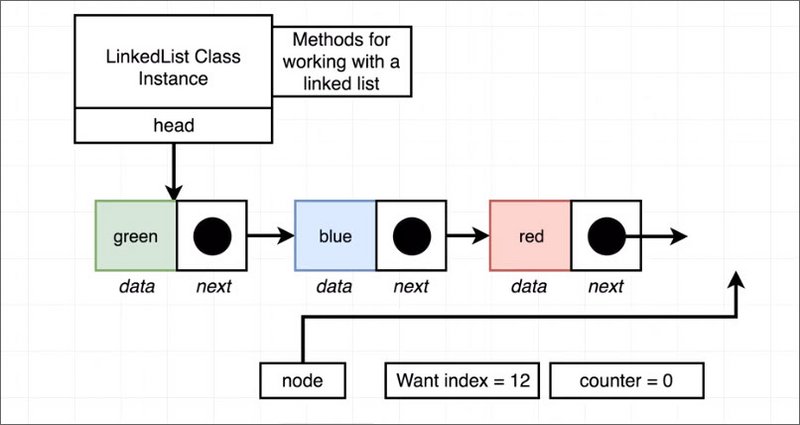 LinkedList Class
Instance
Methods for
working with a
linked list
head
green
blue
red
data
next
data
next
data
next
node
Want index = 12
counter = 0